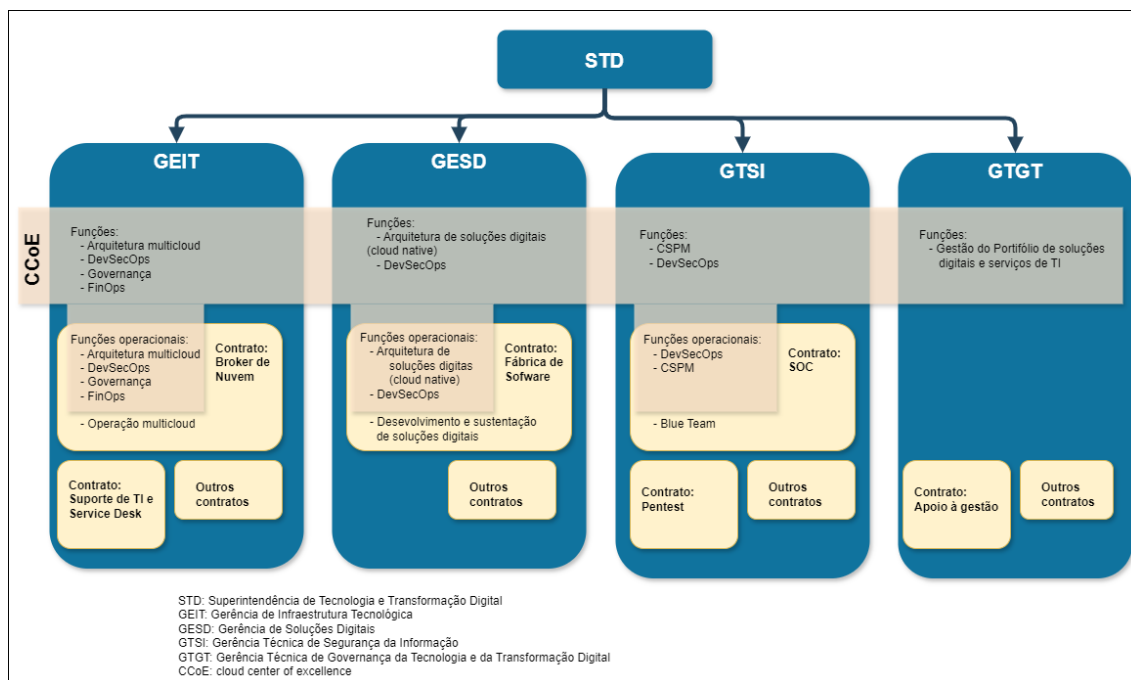 STD
GEIT
GESD
GTSI
GTGT
CCoE
Funções:
- Arquitetura multicloud
- DevSecOps
- Governança
- FinOps
Funções:
- Arquitetura de soluções digitais
(cloud native)
- DevSecOps
Funções:
- CSPM
- DevSecOps
Funções:
- Gestão do Portifólio de soluções
digitais e serviços de TI
Funções operacionais:
- Arquitetura multicloud
- DevSecOps
- Governança
- FinOps
- Operação multicloud
Contrato:
Broker de
Nuvem
Funções operacionais:
- Arquitetura de
soluções digitas
(cloud native)
- DevSecOps
- Desevolvimento e sustentação
de soluções digitais
Contrato:
Fábrica de
Sofware
Funções operacionais:
- DevSecOps
- CSPM
- Blue Team
Contrato:
SOC
Contrato:
Suporte de TI e
Service Desk
Outros
contratos
Outros
contratos
Contrato:
Pentest
Outros
contratos
Contrato:
Apoio à gestão
Outros
contratos
STD: Superintendência de Tecnologia e Transformação Digital
GEIT: Gerência de Infraestrutura Tecnológica
GESD: Gerência de Soluções Digitais
GTSI: Gerência Técnica de Segurança da Informação
GTGT: Gerência Técnica de Governança da Tecnologia e da Transformação Digital
CCoE: cloud center of excellence